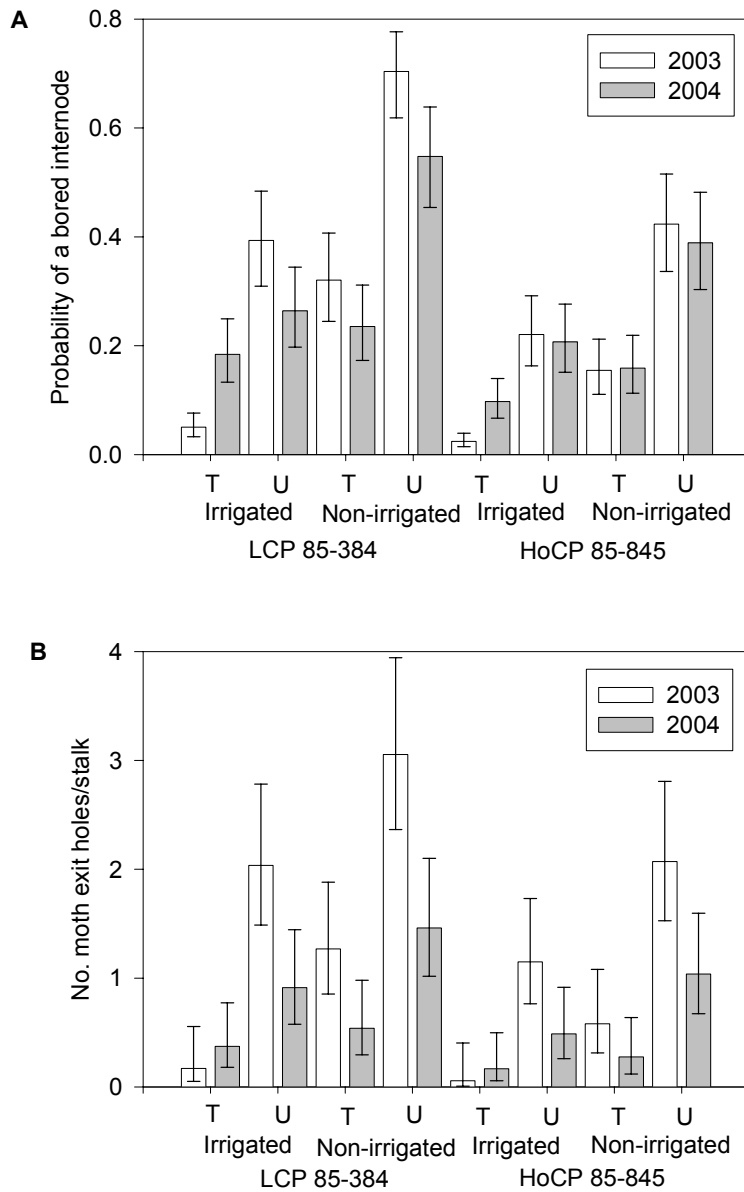 A
0.8
0.6
0.4
0.2
0.0
Probability of a bored internode
2003
2004
T U T U T U T U
Irrigated Non-irrigated Irrigated Non-irrigated
LCP 85-384 HoCP 85-845
B
4
3
2
1
0
No. moth exit holes/stalk
2003
2004
T U T U T U T U
Irrigated Non-irrigated Irrigated Non-irrigated
LCP 85-384 HoCP 85-845